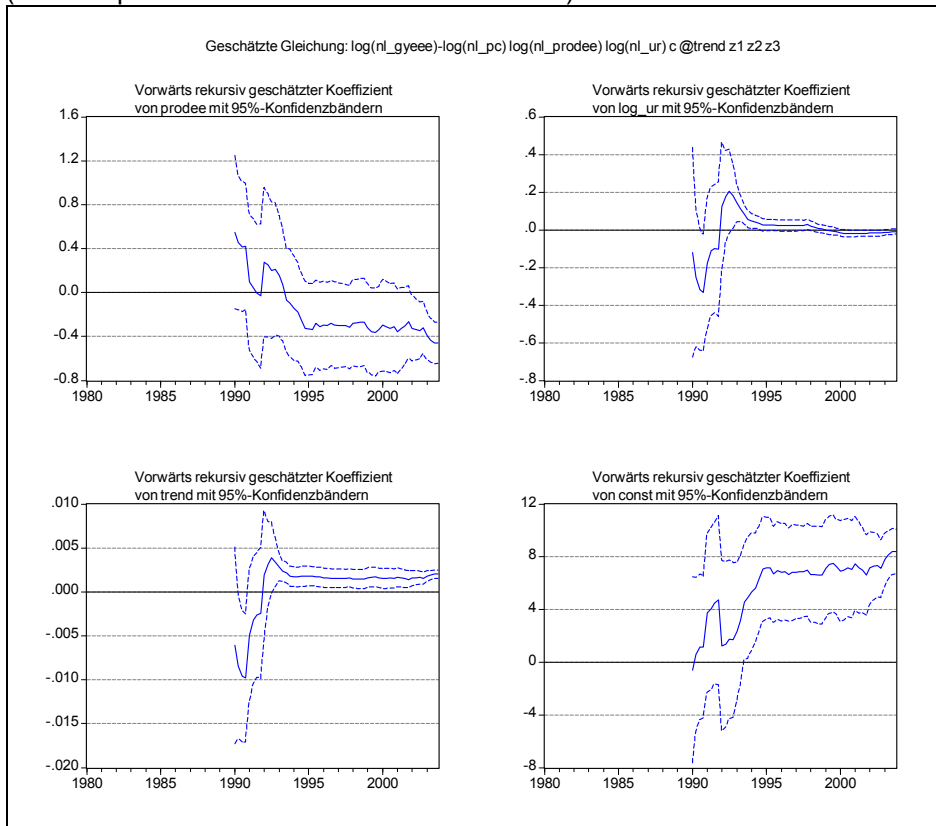 Geschätzte Gleichung: log(nl_gyeee)-log(nl_pc) log(nl_prodee) log(nl_ur) c @trend z1 z2 z3
Vorwärts rekursiv geschätzter Koeffizient
von prodee mit 95%-Konfidenzbändern
1.6
1.2
0.8
0.4
0.0
-0.4
-0.8
1980 1985 1990 1995 2000
Vorwärts rekursiv geschätzter Koeffizient
von log_ur mit 95%-Konfidenzbändern
.6
.4
.2
.0
-.2
-.4
-.6
-.8
1980 1985 1990 1995 2000
Vorwärts rekursiv geschätzter Koeffizient
von trend mit 95%-Konfidenzbändern
.010
.005
.000
-.005
-.010
-.015
-.020
1980 1985 1990 1995 2000
Vorwärts rekursiv geschätzter Koeffizient
von const mit 95%-Konfidenzbändern
12
8
4
0
-4
-8
1980 1985 1990 1995 2000